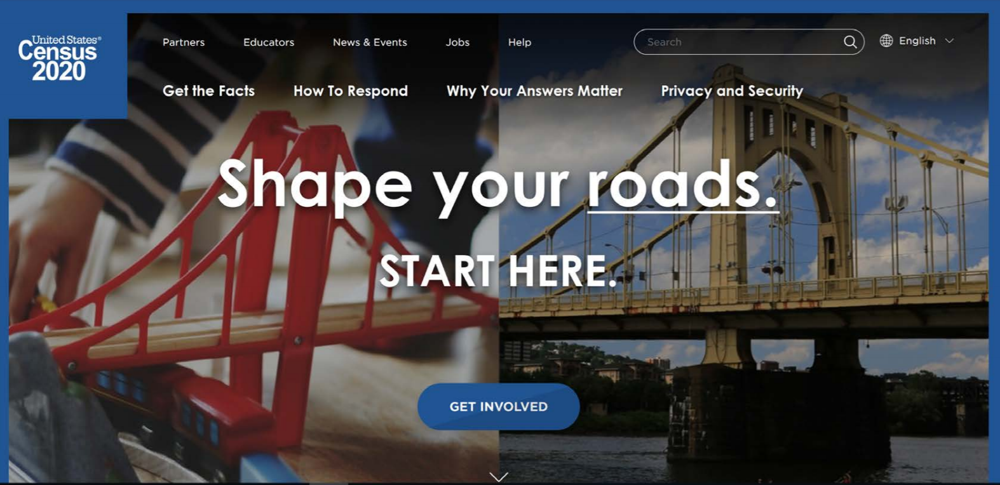 United States®
Census
2020
Partners Educators News & Events Jobs Help Search English
Get the Facts How To Respond Why Your Answers Matter Privacy and Security
Shape your roads.
START HERE.
GET INVOLVED